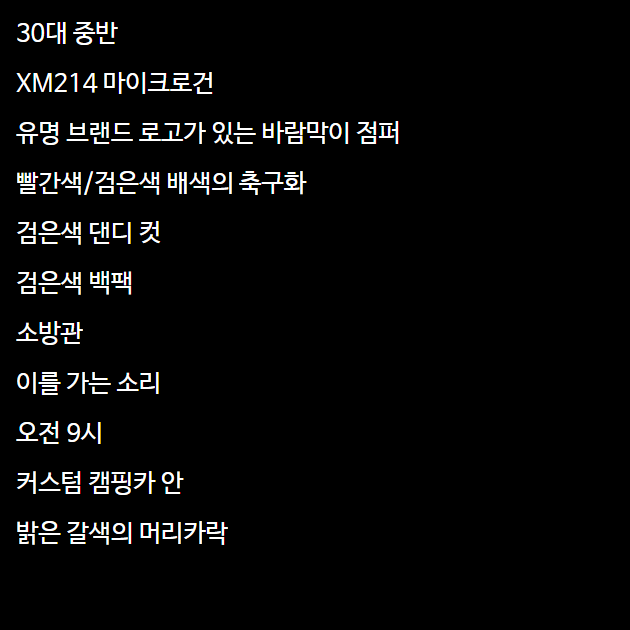 30대 중반
XM214 마이크로건
유명 브랜드 로고가 있는 바람막이 점퍼
빨간색/검은색 배색의 축구화
검은색 댄디 컷
검은색 백팩
소방관
이를 가는 소리
오전 9시
커스텀 캠핑카 안
밝은 갈색의 머리카락